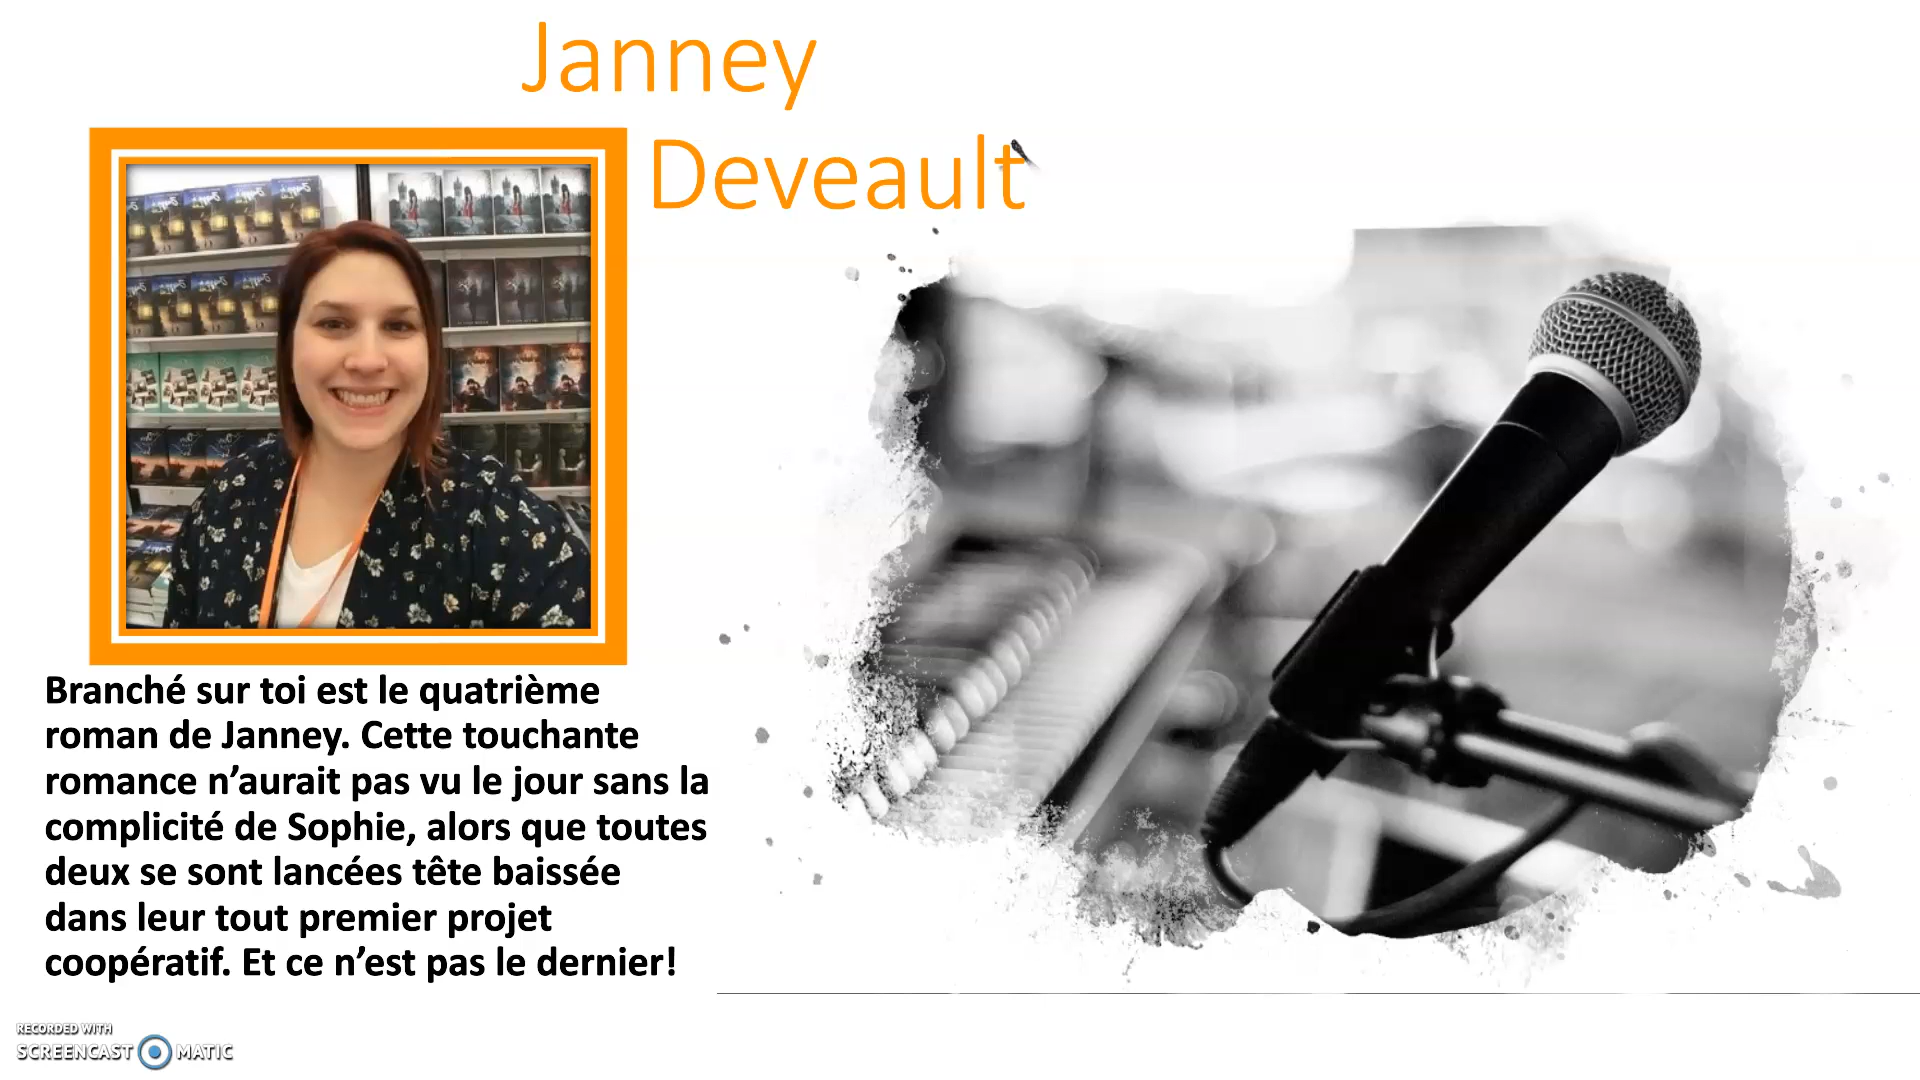 Janney
Deveault
Branché sur toi est le quatrième
roman de Janney. Cette touchante
romance n’aurait pas vu le jour sans la
complicité de Sophie, alors que toutes
deux se sont lancées tête baissée
dans leur tout premier projet
coopératif. Et ce n’est pas le dernier!
RECORDED WITH
SCREENCAST MATIC